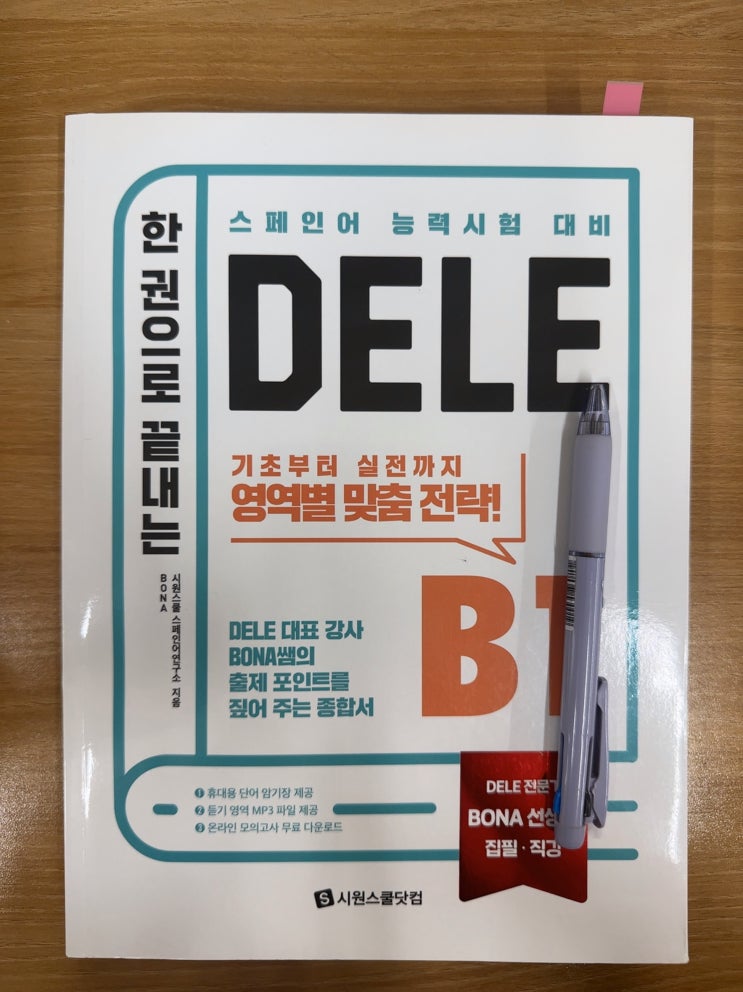 한 권으로 끝내는
시원스쿨 스페인어연구소 지음
BONA
스페인어 능력시험 대비
DELE
기초부터 실전까지
영역별 맞춤 전략!
B1
DELE 대표 강사
BONA쌤의
출제 포인트를
짚어 주는 종합서
1 휴대용 단어 암기장 제공
2 듣기 영역 MP3 파일 제공
3 온라인 모의고사 무료 다운로드
DELE 전문
BONA 선생
집필·직강
S 시원스쿨닷컴